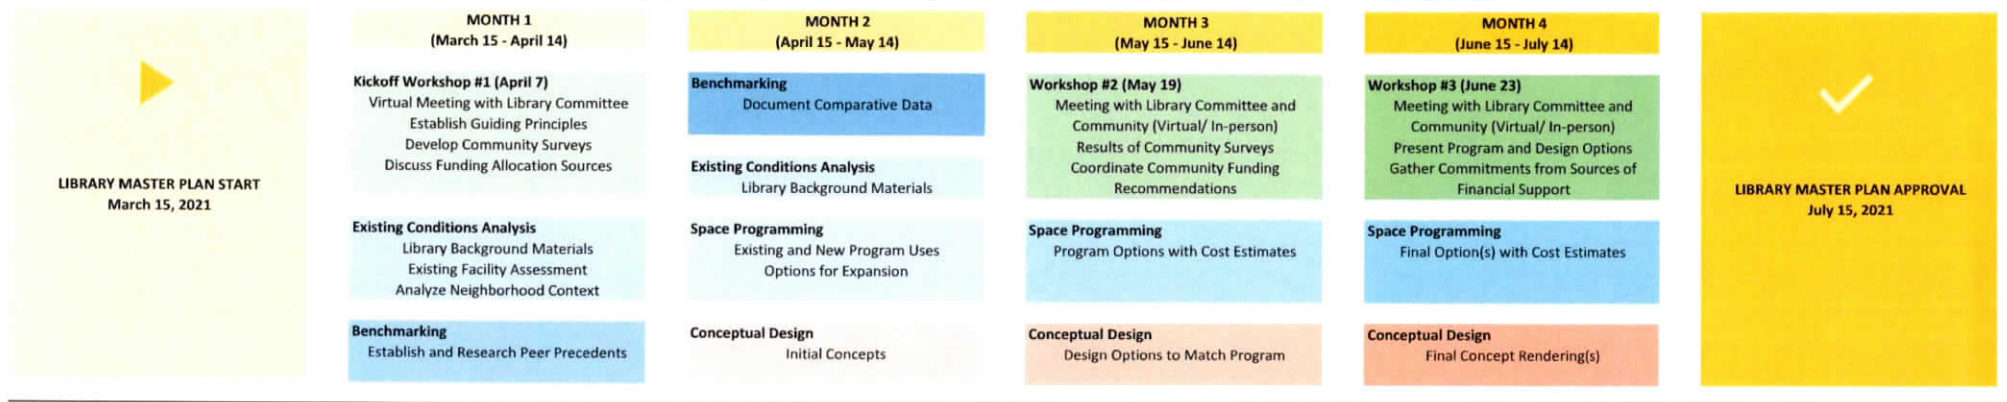 LIBRARY MASTER PLAN START
March 15, 2021
MONTH 1
(March 15 - April 14)
Kickoff Workshop #1 (April 7)
Virtual Meeting with Library Committee
Establish Guiding Principles
Develop Community Surveys
Discuss Funding Allocation Sources
Existing Conditions Analysis
Library Background Materials
Existing Facility Assessment
Analyze Neighborhood Context
Benchmarking
Establish and Research Peer Precedents
MONTH 2
(April 15 - May 14)
Benchmarking
Document Comparative Data
Existing Conditions Analysis
Library Background Materials
Space Programming
Existing and New Program Uses
Options for Expansion
Conceptual Design
Initial Concepts
MONTH 3
(May 15 - June 14)
Workshop #2 (May 19)
Meeting with Library Committee and
Community (Virtual/ In-person)
Results of Community Surveys
Coordinate Community Funding
Recommendations
Space Programming
Program Options with Cost Estimates
Conceptual Design
Design Options to Match Program
MONTH 4
(June 15 - July 14)
Workshop #3 (June 23)
Meeting with Library Committee and
Community (Virtual/ In-person)
Present Program and Design Options
Gather Commitments from Sources of
Financial Support
Space Programming
Final Option(s) with Cost Estimates
Conceptual Design
Final Concept Rendering(s)
LIBRARY MASTER PLAN APPROVAL
July 15, 2021